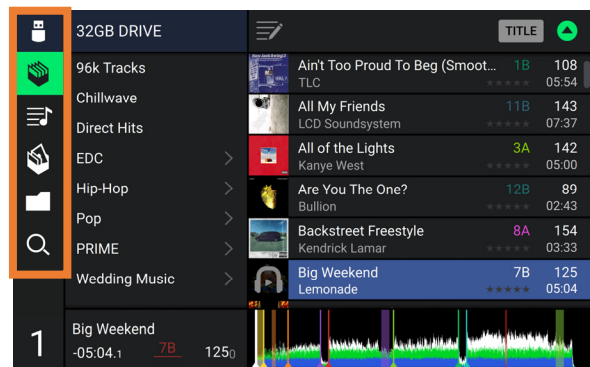 32GB DRIVE
TITLE
96k Tracks
Chillwave
Direct Hits
EDC
Hip-Hop
Pop
PRIME
Wedding Music
Ain't Too Proud To Beg (Smoot... 1B 108
TLC 05:54
All My Friends 11B 143
LCD Soundsystem 07:37
All of the Lights 3A 142
Kanye West 05:00
Are You The One? 12B 89
Bullion 02:43
Backstreet Freestyle 8A 154
Kendrick Lamar 03:33
Big Weekend 7B 125
Lemonade 05:04
1
Big Weekend
-05:04.1 7B 1250